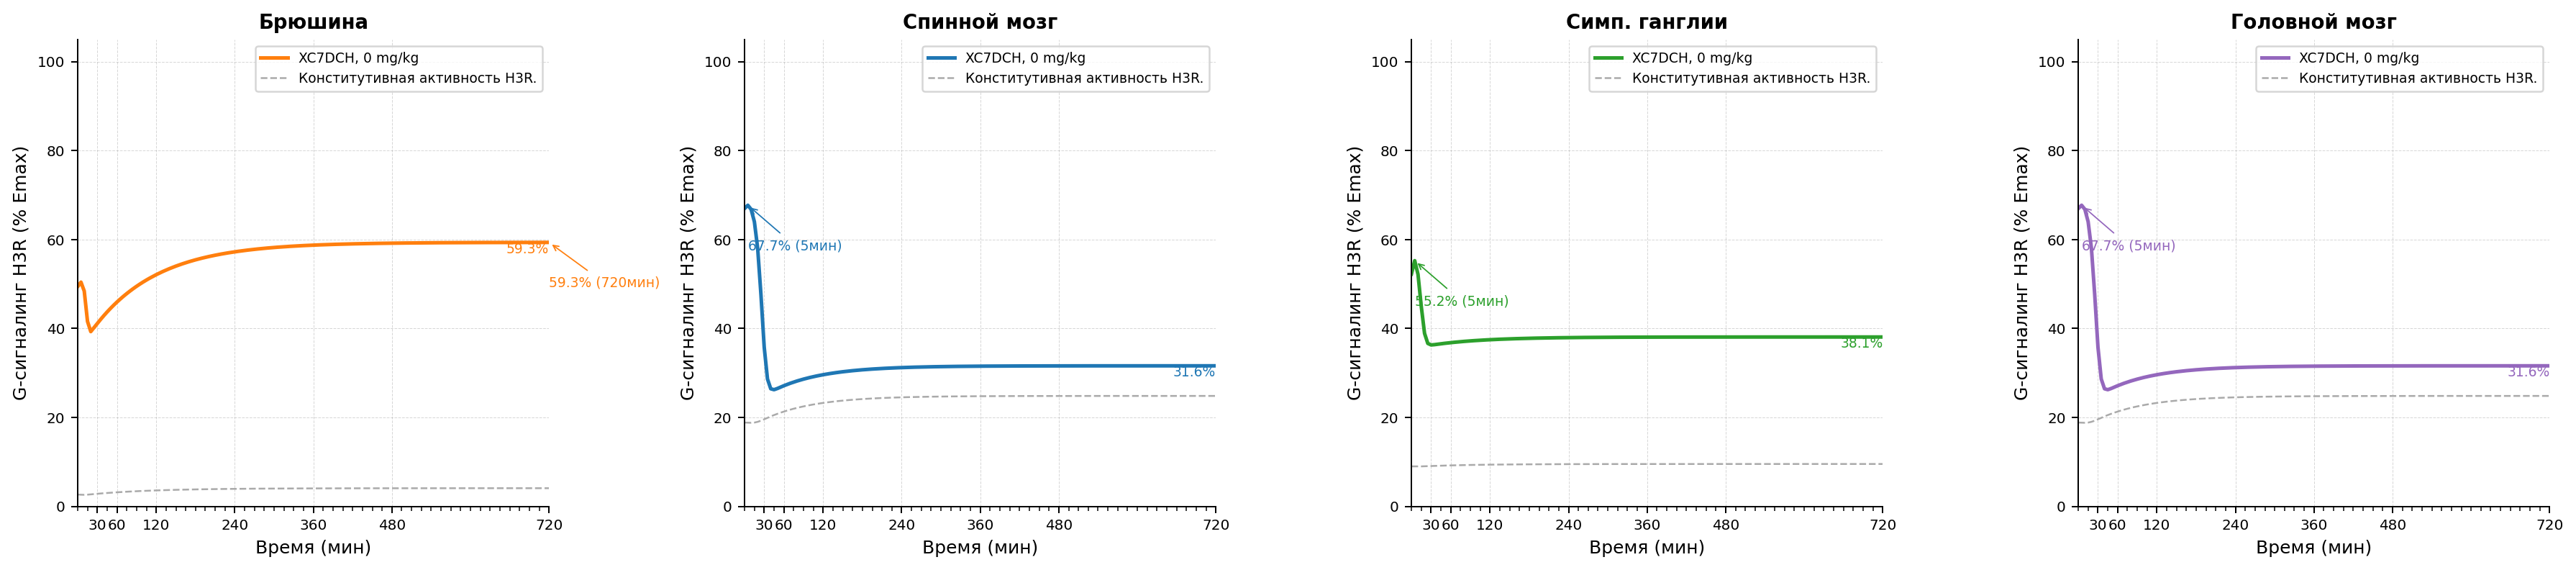 Брюшина
G-сигналинг H3R (% Emax)
100
80
60
40
20
0
XC7DCH, 0 mg/kg
Конститутивная активность H3R.
59.3%
59.3% (720мин)
30 60 120 240 360 480 720
Время (мин)
Спинной мозг
G-сигналинг H3R (% Emax)
100
80
60
40
20
0
XC7DCH, 0 mg/kg
Конститутивная активность H3R.
67.7% (5мин)
31.6%
30 60 120 240 360 480 720
Время (мин)
Симп. ганглии
G-сигналинг H3R (% Emax)
100
80
60
40
20
0
XC7DCH, 0 mg/kg
Конститутивная активность H3R.
55.2% (5мин)
38.1%
30 60 120 240 360 480 720
Время (мин)
Головной мозг
G-сигналинг H3R (% Emax)
100
80
60
40
20
0
XC7DCH, 0 mg/kg
Конститутивная активность H3R.
67.7% (5мин)
31.6%
30 60 120 240 360 480 720
Время (мин)